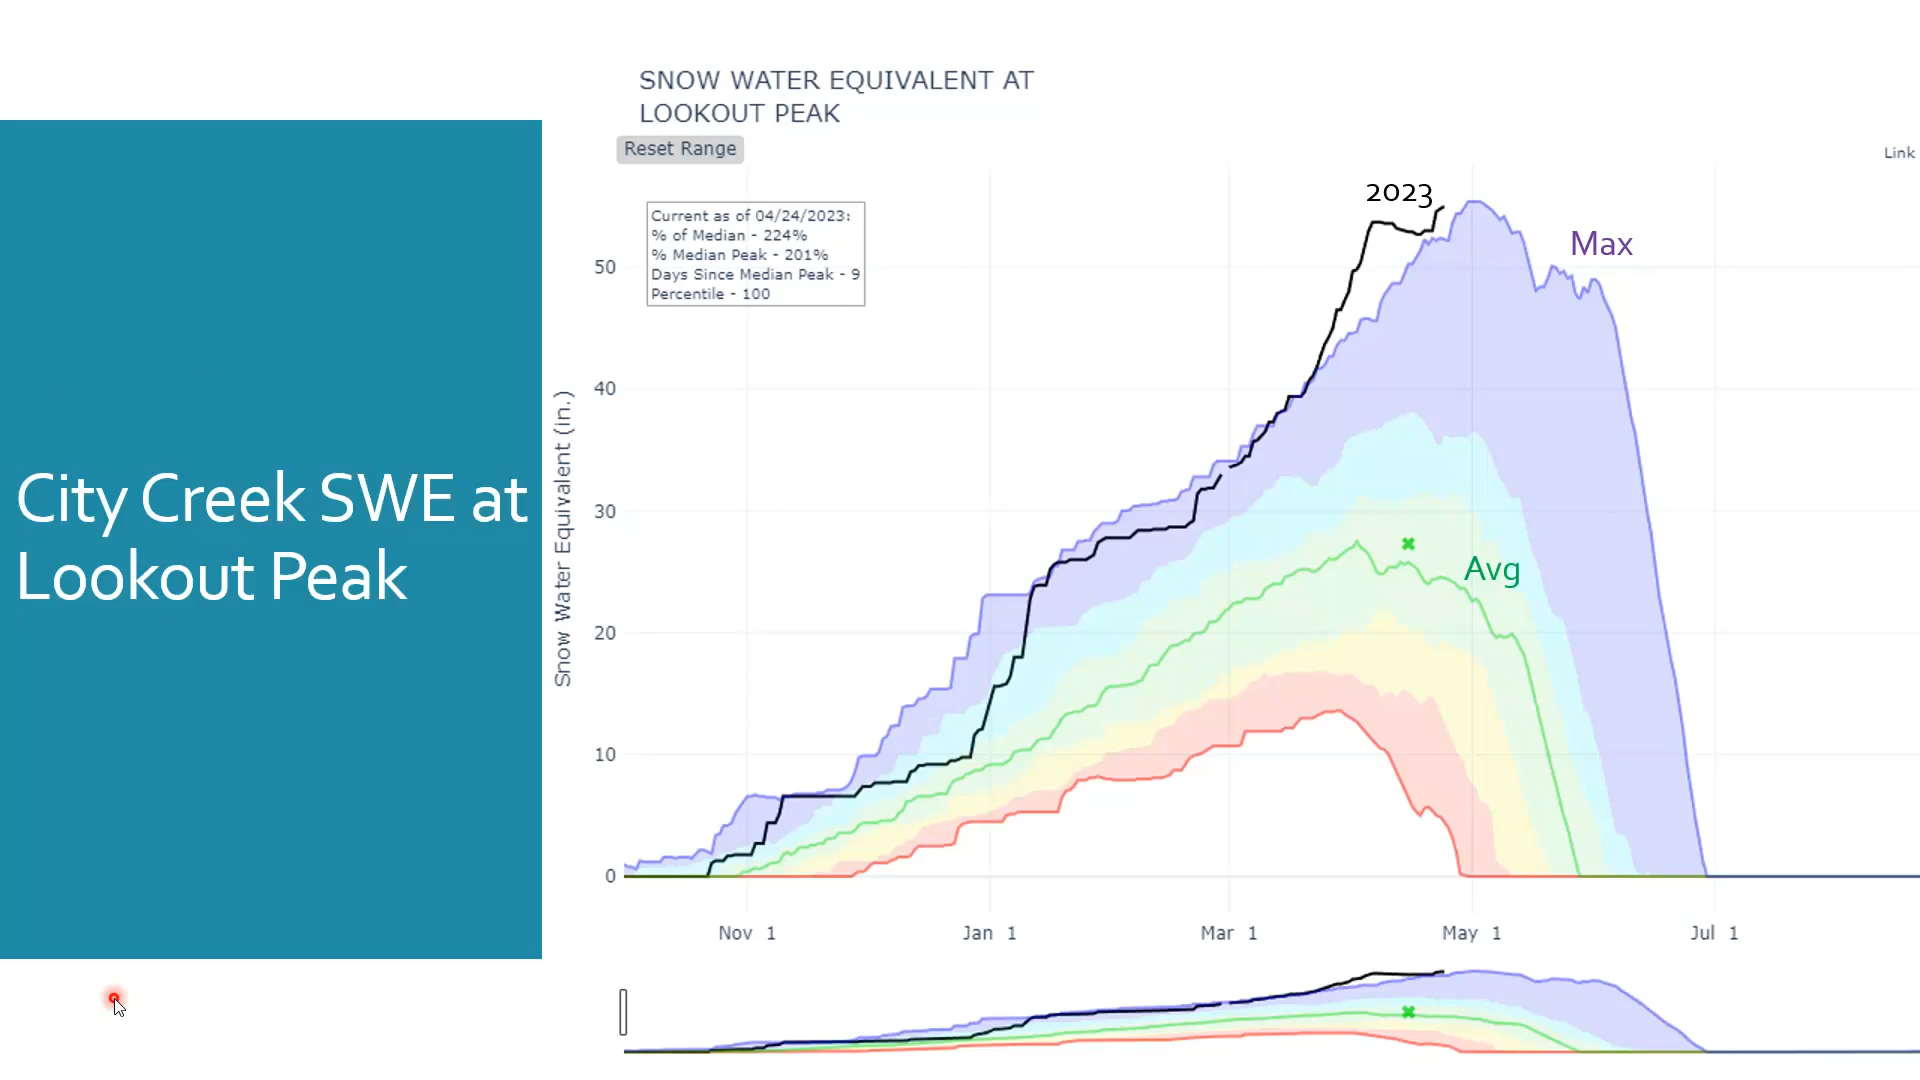 SNOW WATER EQUIVALENT AT
LOOKOUT PEAK
Reset Range
Link
Current as of 04/24/2023:
% of Median - 224%
% Median Peak - 201%
Days Since Median Peak - 9
Percentile - 100
2023
Max
Avg
City Creek SWE at
Lookout Peak
Snow Water Equivalent (in.)
50
40
30
20
10
0
Nov 1
Jan 1
Mar 1
May 1
Jul 1